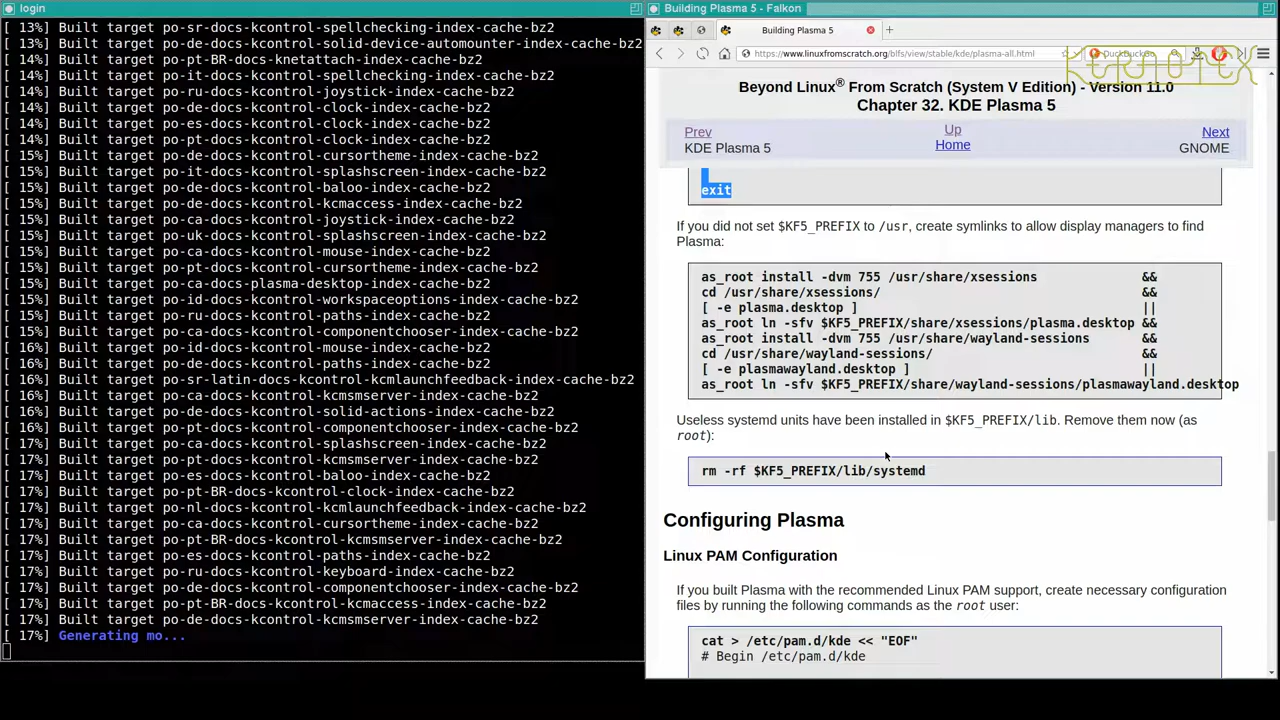 login
[ 13%] Built target po-sr-docs-kcontrol-spellchecking-index-cache-bz2
[ 13%] Built target po-de-docs-kcontrol-solid-device-automounter-index-cache-bz2
[ 14%] Built target po-pt-BR-docs-knetattach-index-cache-bz2
[ 14%] Built target po-it-docs-kcontrol-spellchecking-index-cache-bz2
[ 14%] Built target po-ru-docs-kcontrol-joystick-index-cache-bz2
[ 14%] Built target po-de-docs-kcontrol-clock-index-cache-bz2
[ 14%] Built target po-es-docs-kcontrol-clock-index-cache-bz2
[ 14%] Built target po-pt-docs-kcontrol-clock-index-cache-bz2
[ 15%] Built target po-de-docs-kcontrol-cursortheme-index-cache-bz2
[ 15%] Built target po-it-docs-kcontrol-splashscreen-index-cache-bz2
[ 15%] Built target po-de-docs-kcontrol-baloo-index-cache-bz2
[ 15%] Built target po-de-docs-kcontrol-kcmaccess-index-cache-bz2
[ 15%] Built target po-ca-docs-kcontrol-joystick-index-cache-bz2
[ 15%] Built target po-uk-docs-kcontrol-splashscreen-index-cache-bz2
[ 15%] Built target po-ca-docs-kcontrol-mouse-index-cache-bz2
[ 15%] Built target po-pt-docs-kcontrol-cursortheme-index-cache-bz2
[ 15%] Built target po-ca-docs-plasma-desktop-index-cache-bz2
[ 15%] Built target po-id-docs-kcontrol-workspaceoptions-index-cache-bz2
[ 15%] Built target po-ru-docs-kcontrol-paths-index-cache-bz2
[ 15%] Built target po-ca-docs-kcontrol-componentchooser-index-cache-bz2
[ 16%] Built target po-id-docs-kcontrol-mouse-index-cache-bz2
[ 16%] Built target po-de-docs-kcontrol-paths-index-cache-bz2
[ 16%] Built target po-sr-latin-docs-kcontrol-kcmlaunchfeedback-index-cache-bz2
[ 16%] Built target po-ca-docs-kcontrol-kcmsmserver-index-cache-bz2
[ 16%] Built target po-de-docs-kcontrol-solid-actions-index-cache-bz2
[ 16%] Built target po-pt-docs-kcontrol-componentchooser-index-cache-bz2
[ 17%] Built target po-ca-docs-kcontrol-splashscreen-index-cache-bz2
[ 17%] Built target po-pt-docs-kcontrol-kcmsmserver-index-cache-bz2
[ 17%] Built target po-es-docs-kcontrol-baloo-index-cache-bz2
[ 17%] Built target po-pt-BR-docs-kcontrol-clock-index-cache-bz2
[ 17%] Built target po-nl-docs-kcontrol-kcmlaunchfeedback-index-cache-bz2
[ 17%] Built target po-ca-docs-kcontrol-cursortheme-index-cache-bz2
[ 17%] Built target po-pt-BR-docs-kcontrol-kcmsmserver-index-cache-bz2
[ 17%] Built target po-es-docs-kcontrol-paths-index-cache-bz2
[ 17%] Built target po-ru-docs-kcontrol-keyboard-index-cache-bz2
[ 17%] Built target po-de-docs-kcontrol-componentchooser-index-cache-bz2
[ 17%] Built target po-pt-BR-docs-kcontrol-kcmaccess-index-cache-bz2
[ 17%] Built target po-de-docs-kcontrol-kcmsmserver-index-cache-bz2
[ 17%] Generating mo...
Building Plasma 5 - Falkon
Building Plasma 5
https://www.linuxfromscratch.org/blfs/view/stable/kde/plasma-all.html
DuckDuckGo
KERNOTEX
Beyond Linux® From Scratch (System V Edition) - Version 11.0
Chapter 32. KDE Plasma 5
Prev Up Next
KDE Plasma 5 Home GNOME
exit
If you did not set $KF5_PREFIX to /usr, create symlinks to allow display managers to find
Plasma:
as_root install -dvm 755 /usr/share/xsessions &&
cd /usr/share/xsessions/ &&
[ -e plasma.desktop ] ||
as_root ln -sfv $KF5_PREFIX/share/xsessions/plasma.desktop &&
as_root install -dvm 755 /usr/share/wayland-sessions &&
cd /usr/share/wayland-sessions/ &&
[ -e plasmawayland.desktop ] ||
as_root ln -sfv $KF5_PREFIX/share/wayland-sessions/plasmawayland.desktop
Useless systemd units have been installed in $KF5_PREFIX/lib. Remove them now (as
root):
rm -rf $KF5_PREFIX/lib/systemd
Configuring Plasma
Linux PAM Configuration
If you built Plasma with the recommended Linux PAM support, create necessary configuration
files by running the following commands as the root user:
cat > /etc/pam.d/kde << "EOF"
# Begin /etc/pam.d/kde